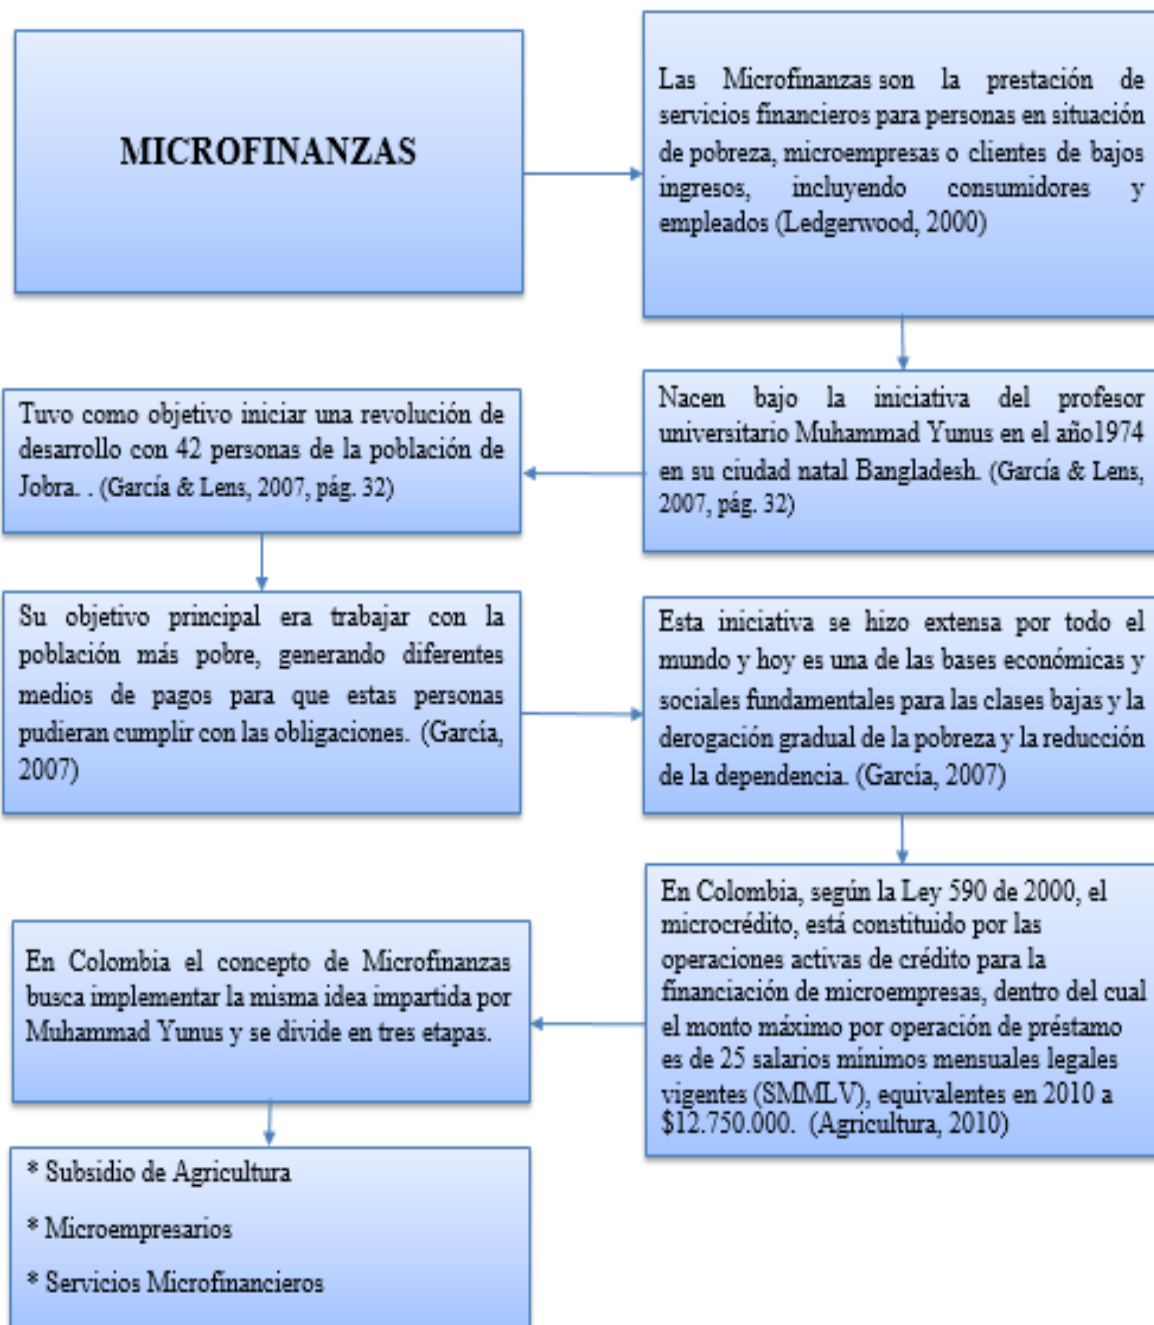 MICROFINANZAS
Las Microfinanzas son la prestación de
servicios financieros para personas en situación
de pobreza, microempresas o clientes de bajos
ingresos, incluyendo consumidores y
empleados (Ledgerwood, 2000)
Nacen bajo la iniciativa del profesor
universitario Muhammad Yunus en el año1974
en su ciudad natal Bangladesh. (García & Lens,
2007, pág. 32)
Tuvo como objetivo iniciar una revolución de
desarrollo con 42 personas de la población de
Jobra. . (García & Lens, 2007, pág. 32)
Su objetivo principal era trabajar con la
población más pobre, generando diferentes
medios de pagos para que estas personas
pudieran cumplir con las obligaciones. (García,
2007)
Esta iniciativa se hizo extensa por todo el
mundo y hoy es una de las bases económicas y
sociales fundamentales para las clases bajas y la
derogación gradual de la pobreza y la reducción
de la dependencia. (García, 2007)
En Colombia, según la Ley 590 de 2000, el
microcrédito, está constituido por las
operaciones activas de crédito para la
financiación de microempresas, dentro del cual
el monto máximo por operación de préstamo
es de 25 salarios mínimos mensuales legales
vigentes (SMMLV), equivalentes en 2010 a
$12.750.000. (Agricultura, 2010)
En Colombia el concepto de Microfinanzas
busca implementar la misma idea impartida por
Muhammad Yunus y se divide en tres etapas.
* Subsidio de Agricultura
* Microempresarios
* Servicios Microfinancieros